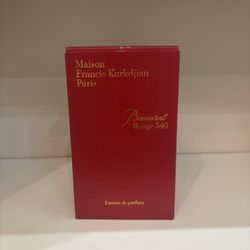 Maison
Francis Kurkdjian
Paris
Baccarat
Rouge 540
Extrait de parfum